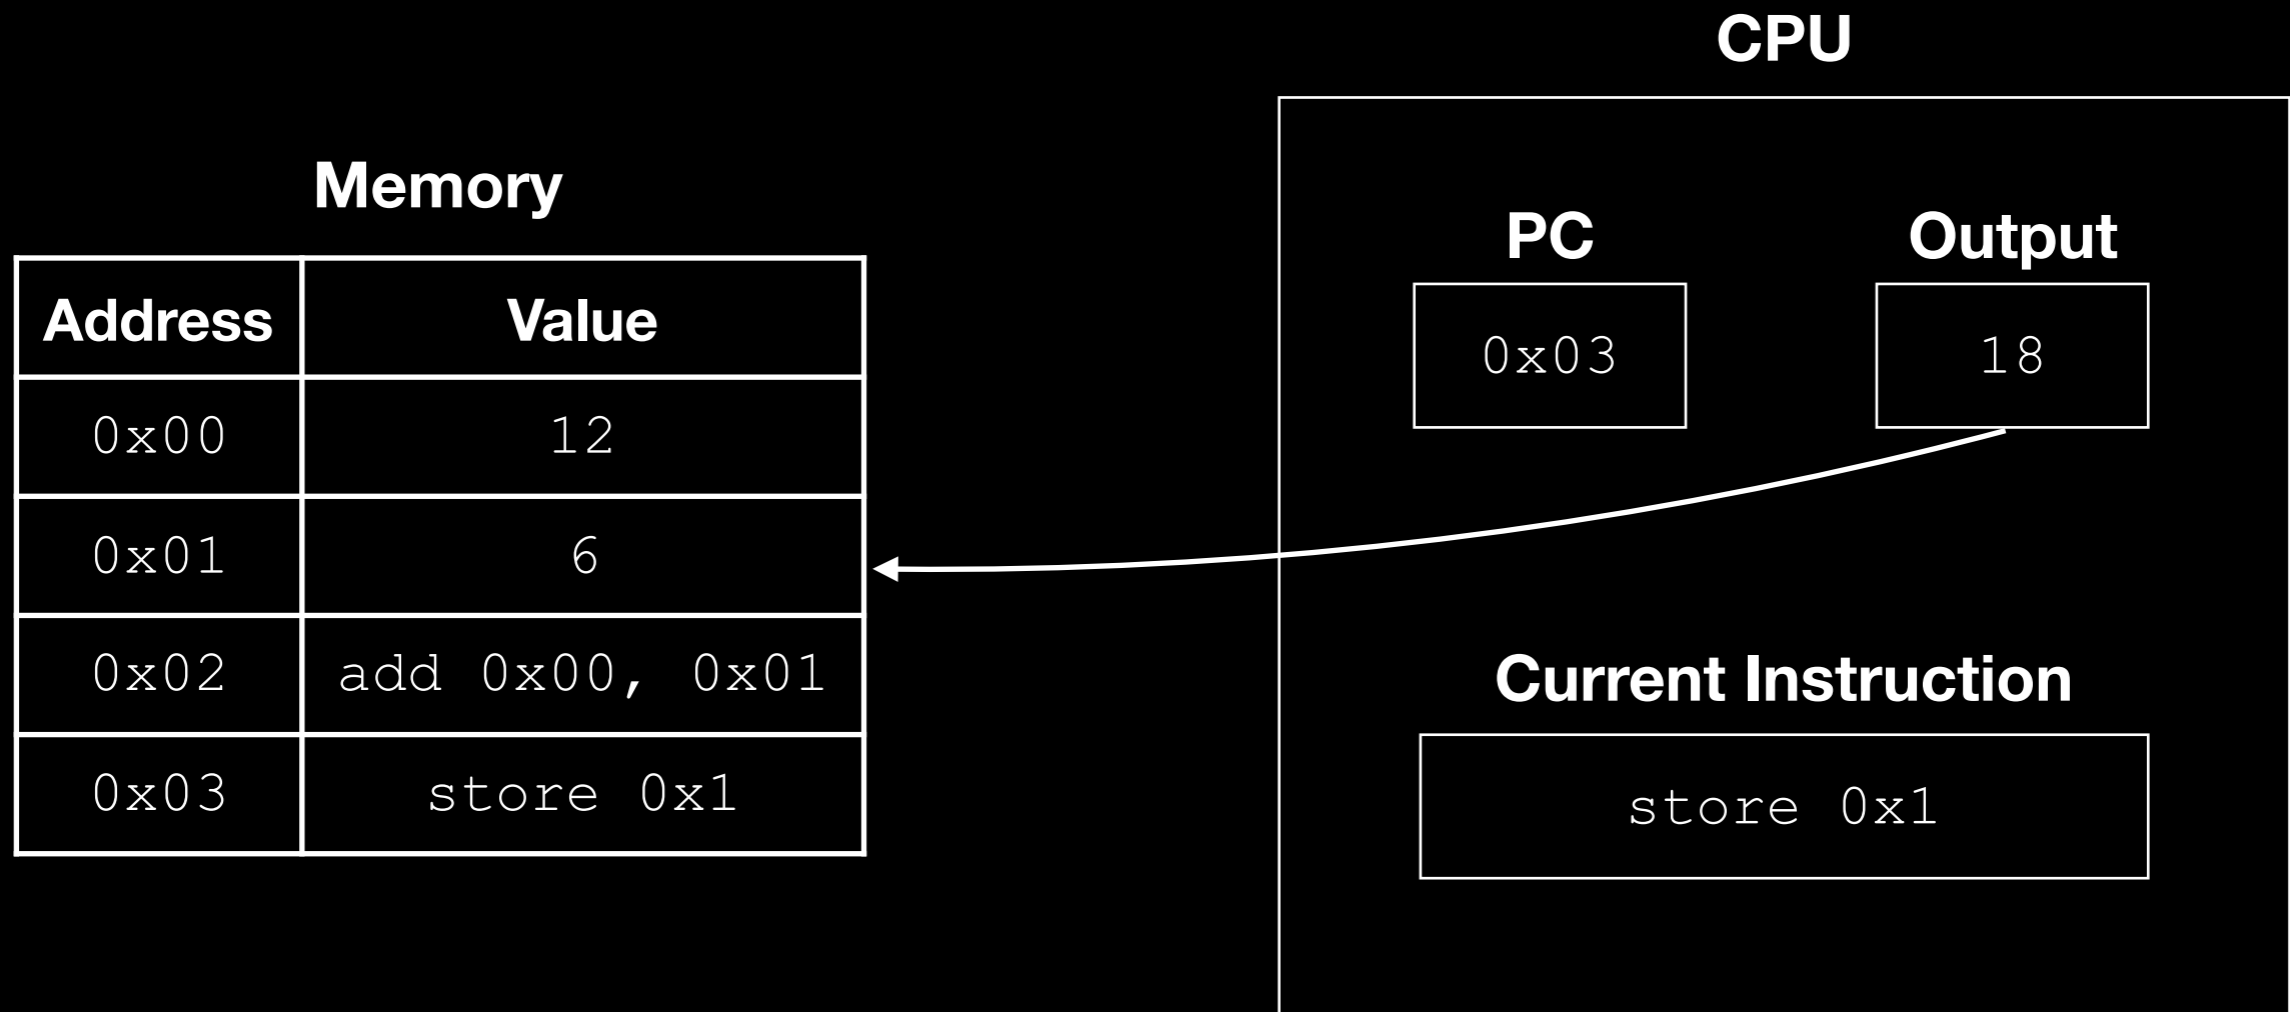 CPU
Memory
PC
Output
Address Value
0x03
18
0x00 12
0x01 6
0x02 add 0x00, 0x01
0x03 store 0x1
Current Instruction
store 0x1